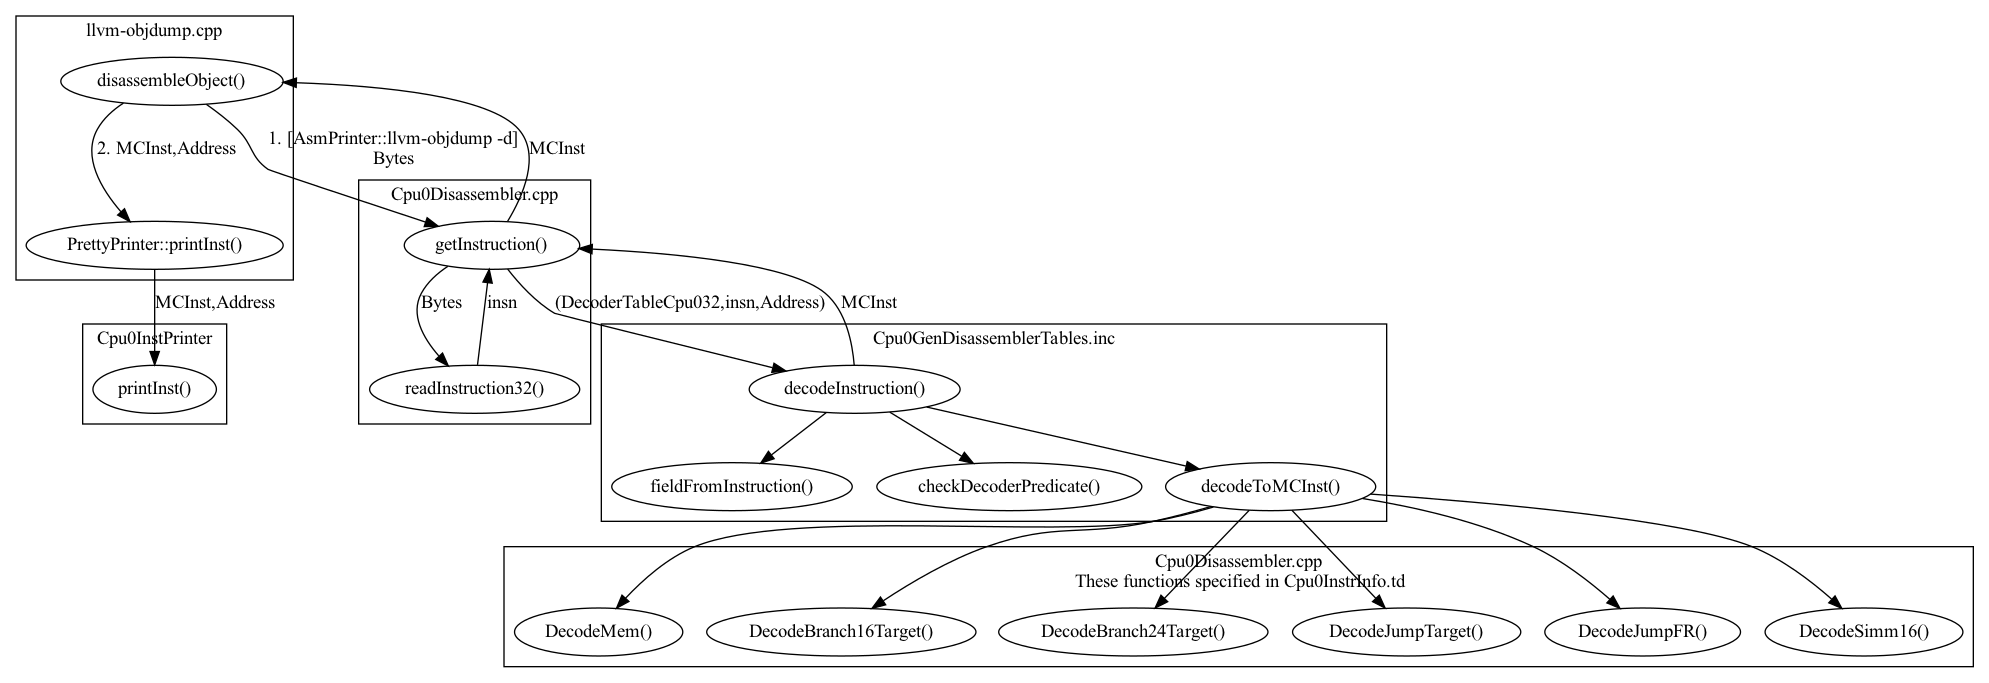 llvm-objdump.cpp
disassembleObject()
1. [AsmPrinter::llvm-objdump -d]
Bytes
2. MCInst,Address
MCInst
Cpu0Disassembler.cpp
PrettyPrinter::printInst()
getInstruction()
MCInst,Address
Bytes
insn
(DecoderTableCpu032,insn,Address)
MCInst
Cpu0InstPrinter
Cpu0GenDisassemblerTables.inc
printInst()
readInstruction32()
decodeInstruction()
fieldFromInstruction()
checkDecoderPredicate()
decodeToMCInst()
Cpu0Disassembler.cpp
These functions specified in Cpu0InstrInfo.td
DecodeMem()
DecodeBranch16Target()
DecodeBranch24Target()
DecodeJumpTarget()
DecodeJumpFR()
DecodeSimm16()